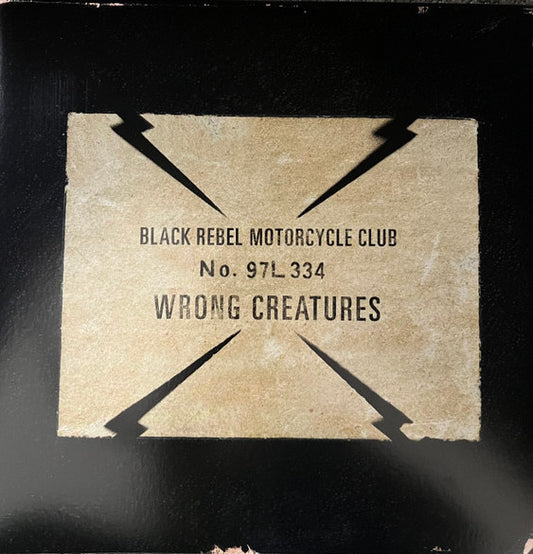 BLACK REBEL MOTORCYCLE CLUB
No. 97L 334
WRONG CREATURES